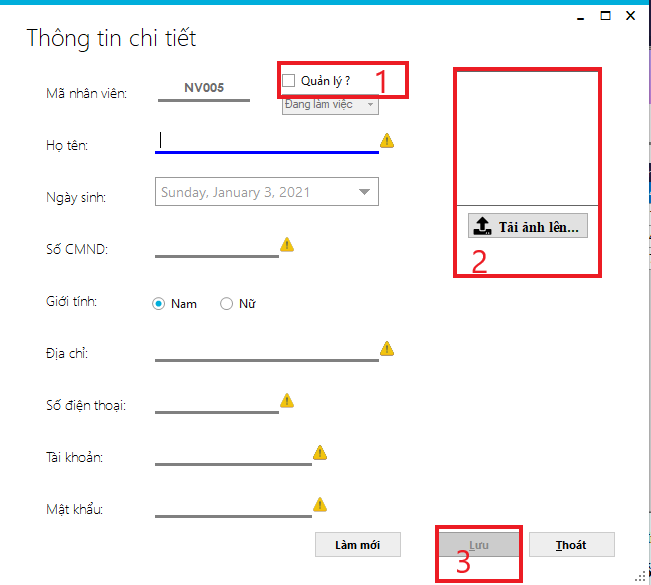 Thông tin chi tiết
Mã nhân viên:
NV005
Quản lý ?
1
Đang làm việc
Họ tên:
Ngày sinh:
Sunday, January 3, 2021
Tải ảnh lên...
2
Số CMND:
Giới tính:
Nam
Nữ
Địa chỉ:
Số điện thoại:
Tài khoản:
Mật khẩu:
Làm mới
Lưu
3
Thoát